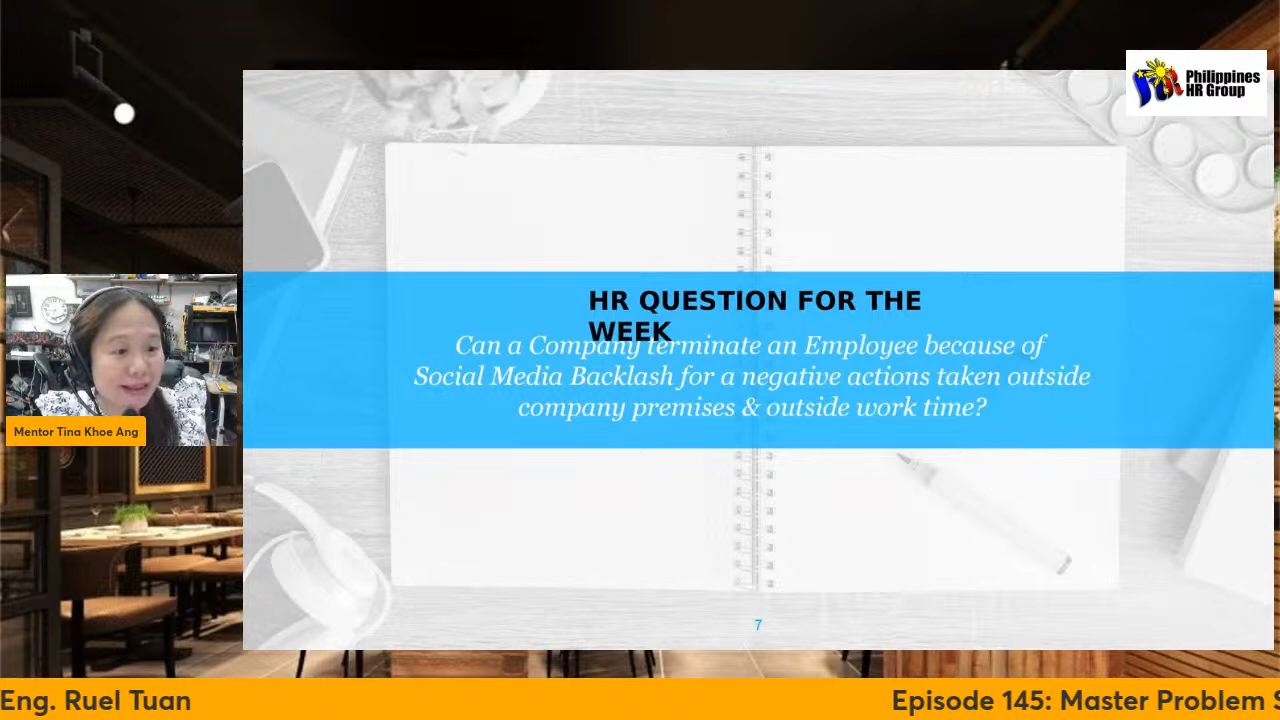 Philippines
HR Group
HR QUESTION FOR THE
WEEK
Can a Company terminate an Employee because of
Social Media Backlash for a negative actions taken outside
company premises & outside work time?
Mentor Tina Khoe Ang
7
Eng. Ruel Tuan
Episode 145: Master Problem S